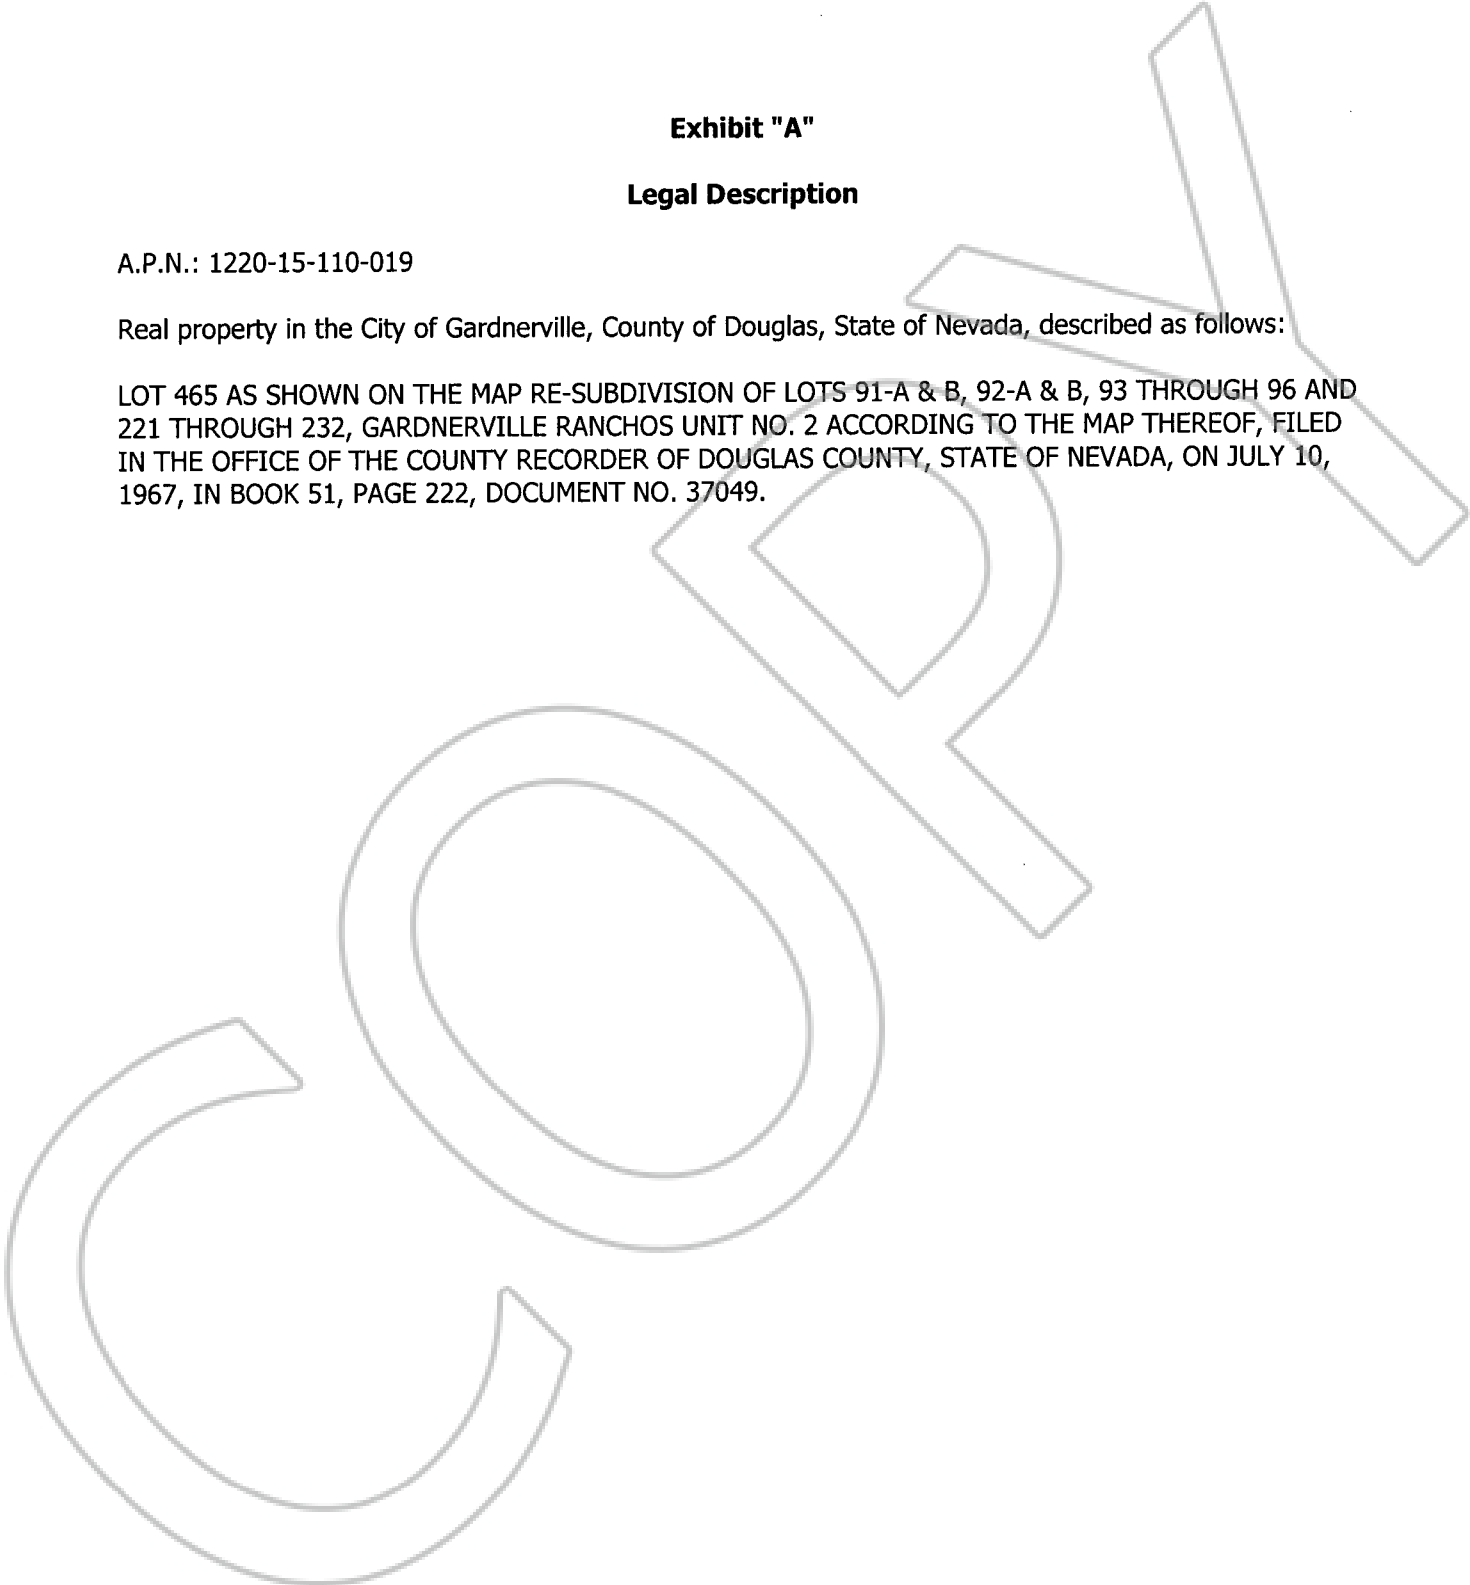 Exhibit "A"
Legal Description
A.P.N.: 1220-15-110-019
Real property in the City of Gardnerville, County of Douglas, State of Nevada, described as follows:
LOT 465 AS SHOWN ON THE MAP RE-SUBDIVISION OF LOTS 91-A & B, 92-A & B, 93 THROUGH 96 AND
221 THROUGH 232, GARDNERVILLE RANCHOS UNIT NO. 2 ACCORDING TO THE MAP THEREOF, FILED
IN THE OFFICE OF THE COUNTY RECORDER OF DOUGLAS COUNTY, STATE OF NEVADA, ON JULY 10,
1967, IN BOOK 51, PAGE 222, DOCUMENT NO. 37049.
COPY